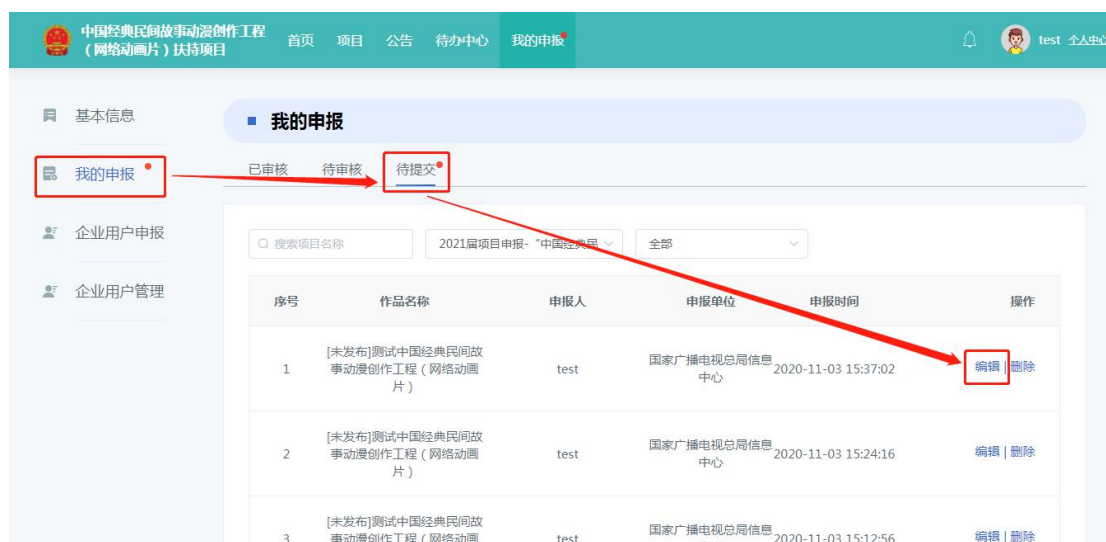 中国经典民间故事动漫创作工程
（网络动画片）扶持项目
首页 项目 公告 待办中心 我的申报
test 个人中心
基本信息
我的申报
企业用户申报
企业用户管理
我的申报
已审核 待审核 待提交
搜索项目名称 2021届项目申报-“中国经典民 全部
序号 作品名称 申报人 申报单位 申报时间 操作
1 [未发布]测试中国经典民间故事动漫创作工程（网络动画片） test 国家广播电视总局信息中心 2020-11-03 15:37:02 编辑 | 删除
2 [未发布]测试中国经典民间故事动漫创作工程（网络动画片） test 国家广播电视总局信息中心 2020-11-03 15:24:16 编辑 | 删除
3 [未发布]测试中国经典民间故事动漫创作工程（网络动画 test 国家广播电视总局信息 2020-11-03 15:12:56 编辑 | 删除